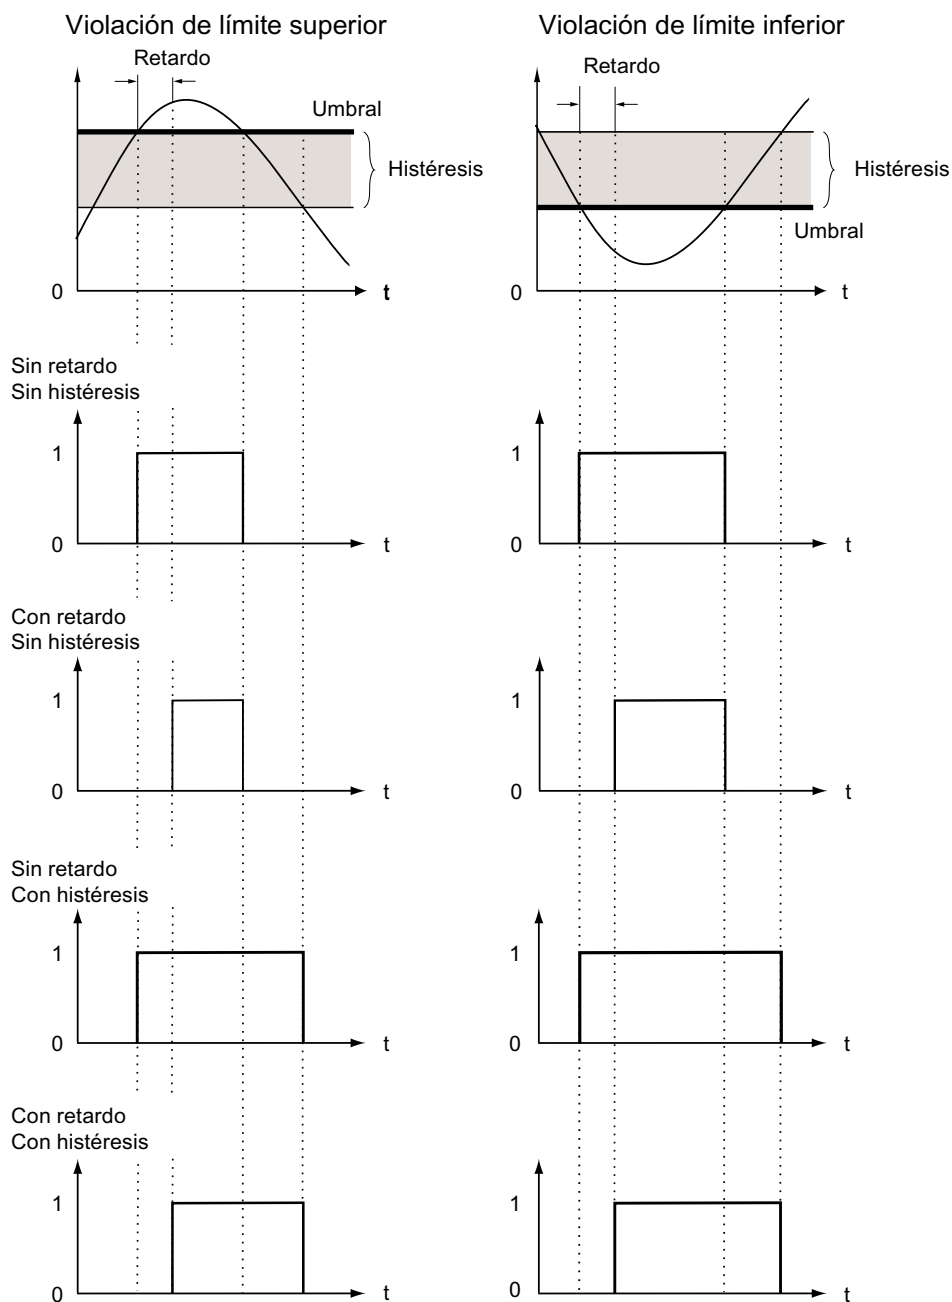 Violación de límite superior
Retardo
Umbral
Histéresis
0
t
Violación de límite inferior
Retardo
Histéresis
Umbral
0
t
Sin retardo
Sin histéresis
1
0
t
1
0
t
Con retardo
Sin histéresis
1
0
t
1
0
t
Sin retardo
Con histéresis
1
0
t
1
0
t
Con retardo
Con histéresis
1
0
t
1
0
t